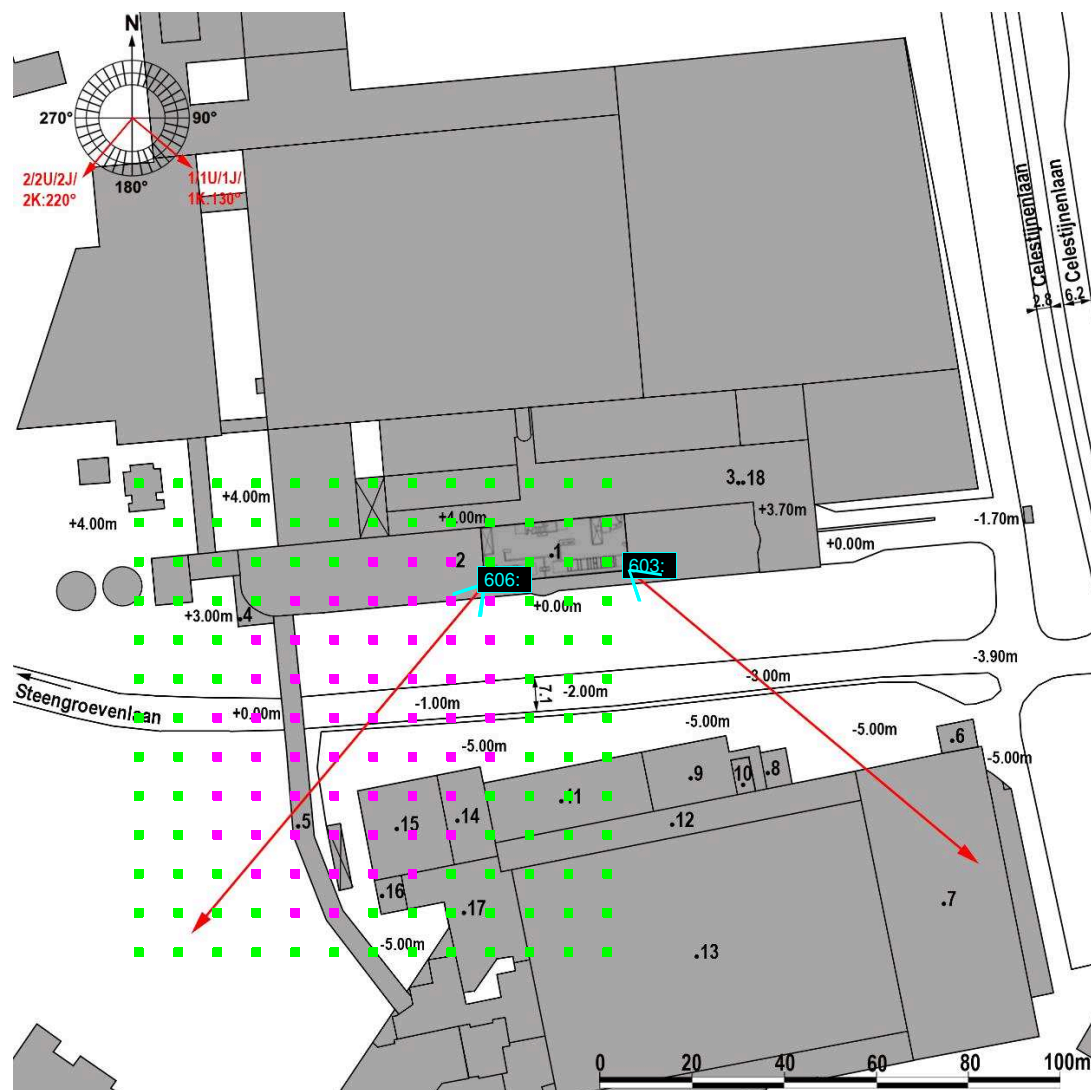 N
270°
90°
180°
2/2U/2J/
2K:220°
1/1U/1J/
1K:130°
Celestijnenlaan
Celestijnenlaan
2.8
6.2
3
18
+4.00m
+4.00m
+4.00m
+3.70m
-1.70m
+0.00m
2
1
606:
603:
+0.00m
+3.00m
4
-3.90m
-3.00m
Steengroevenlaan
+0.00m
-1.00m
7.1
-2.00m
-5.00m
-5.00m
-5.00m
-5.00m
6
9
10
8
11
14
15
5
12
16
17
7
-5.00m
13
0 20 40 60 80 100m